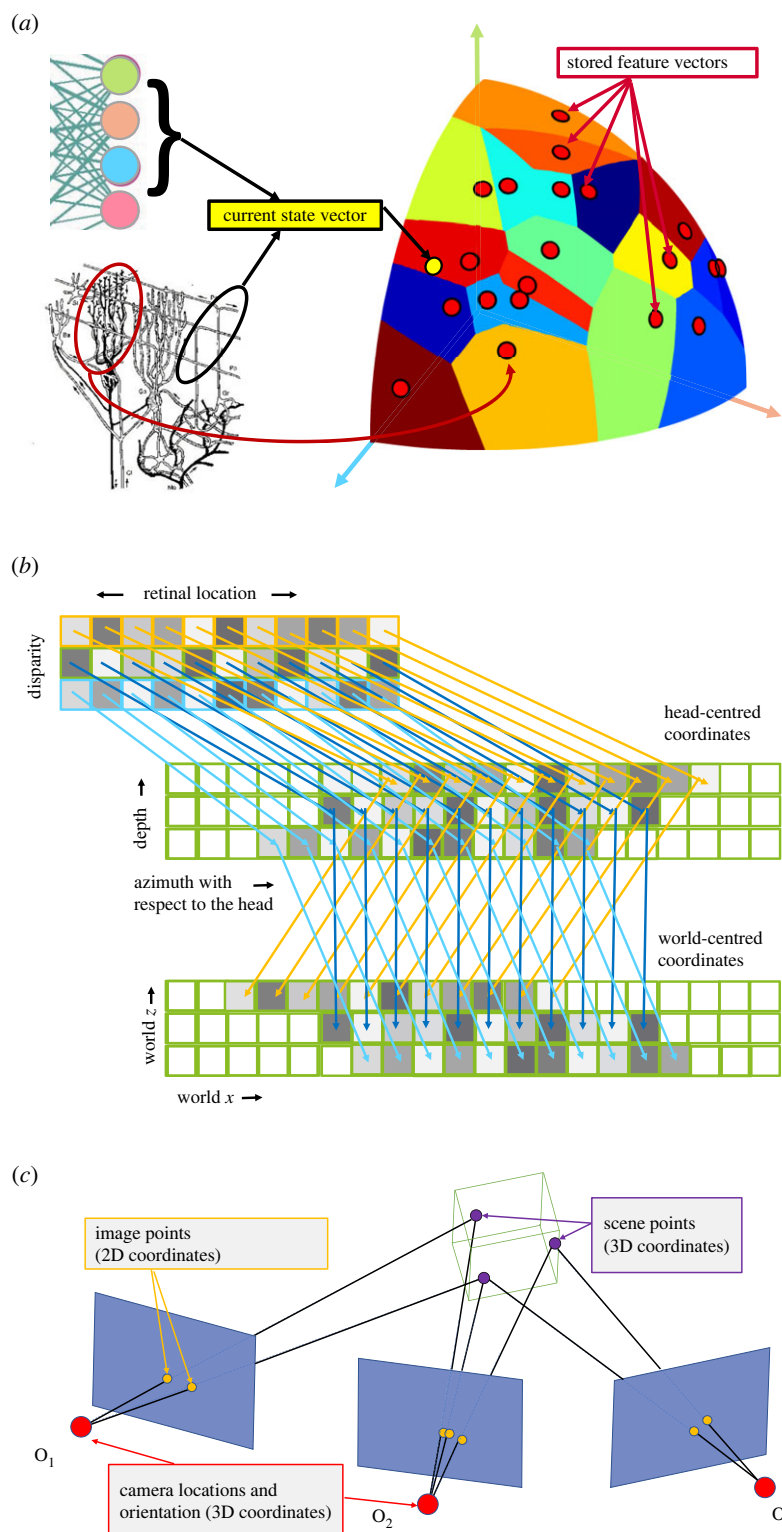 (a)
stored feature vectors
current state vector
(b)
retinal location
disparity
head-centred
coordinates
depth
azimuth with
respect to the head
world-centred
coordinates
world z
world x
(c)
image points
(2D coordinates)
scene points
(3D coordinates)
O1
camera locations and
orientation (3D coordinates)
O2
O